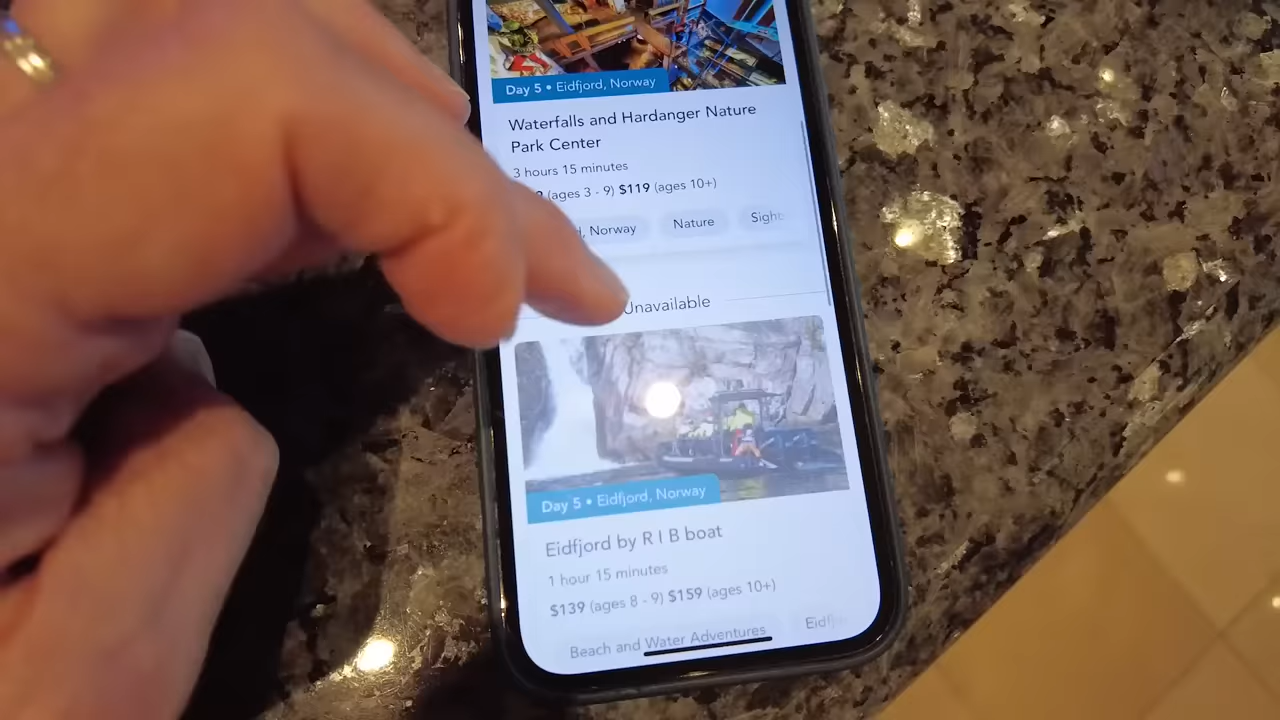 Day 5 • Eidfjord, Norway
Waterfalls and Hardanger Nature
Park Center
3 hours 15 minutes
(ages 3 - 9) $119 (ages 10+)
Norway Nature
Unavailable
Day 5 • Eidfjord, Norway
Eidfjord by R I B boat
1 hour 15 minutes
$139 (ages 8 - 9) $159 (ages 10+)
Beach and Water Adventures